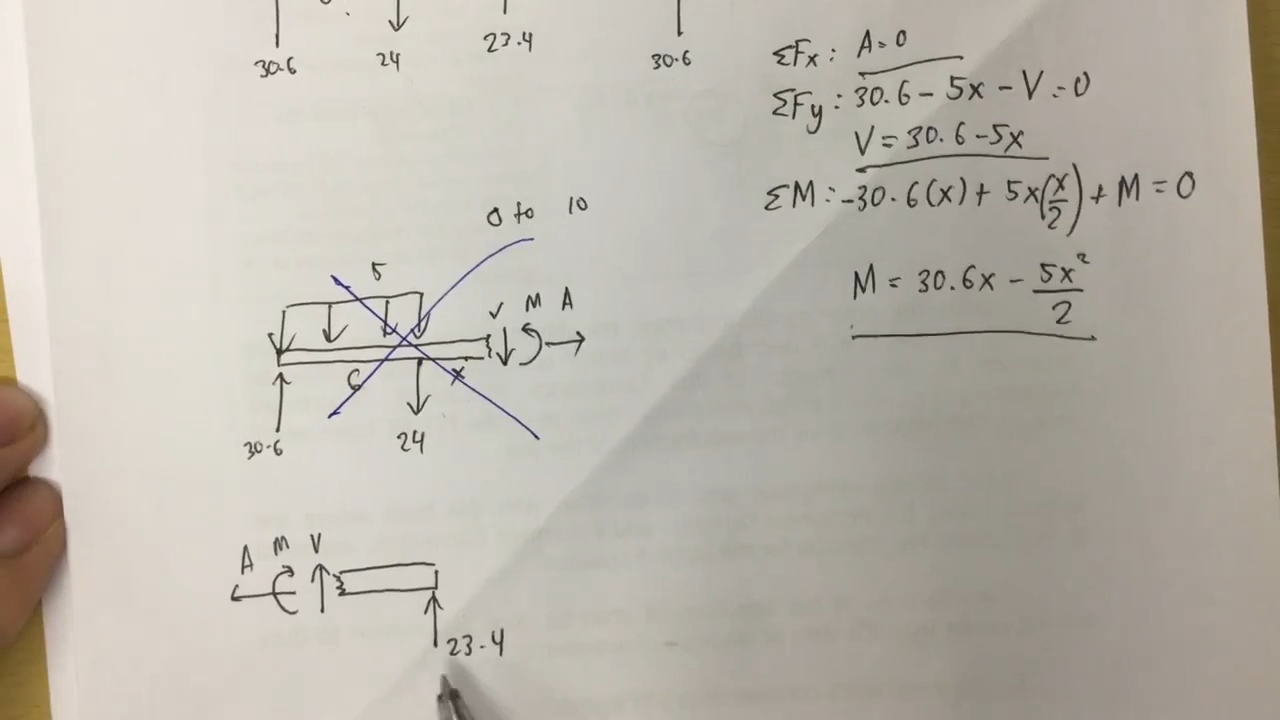 30.6
24
23.4
30.6
ΣFx: A=0
ΣFy: 30.6 - 5x - V = 0
V = 30.6 - 5x
ΣM: -30.6(x) + 5x(x/2) + M = 0
M = 30.6x - 5x²/2
0 to 10
5
V M A
6 x
30.6
24
A M V
23.4